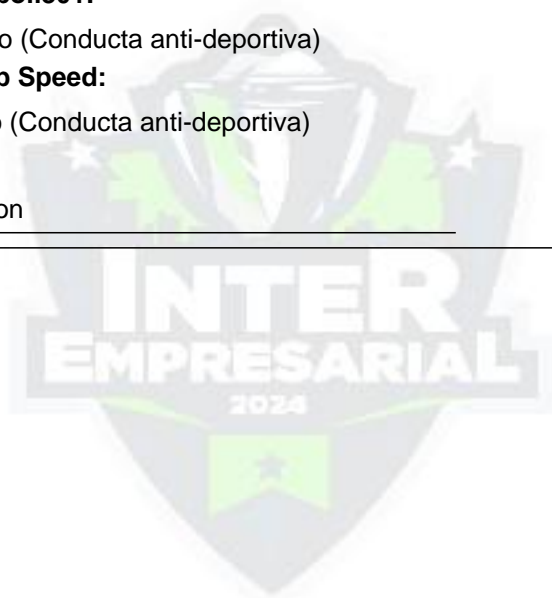 o (Conducta anti-deportiva)
p Speed:
o (Conducta anti-deportiva)
on
INTER
EMPRESARIAL
2024